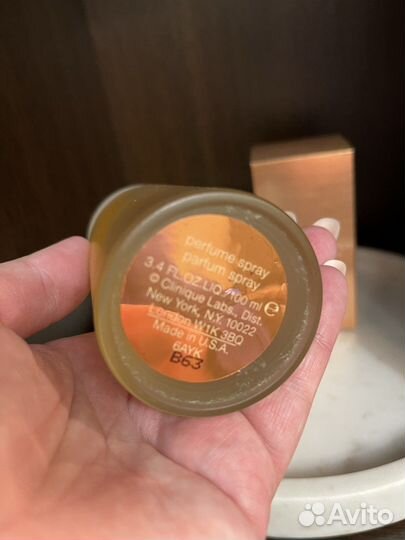 perfume spray
parfum spray
3.4 FL.OZ.LIQ./100 ml ℮
© Clinique Labs., Dist.
New York, N.Y. 10022
London W1K 3BQ
Made in U.S.A.
6AYK
B63
Avito